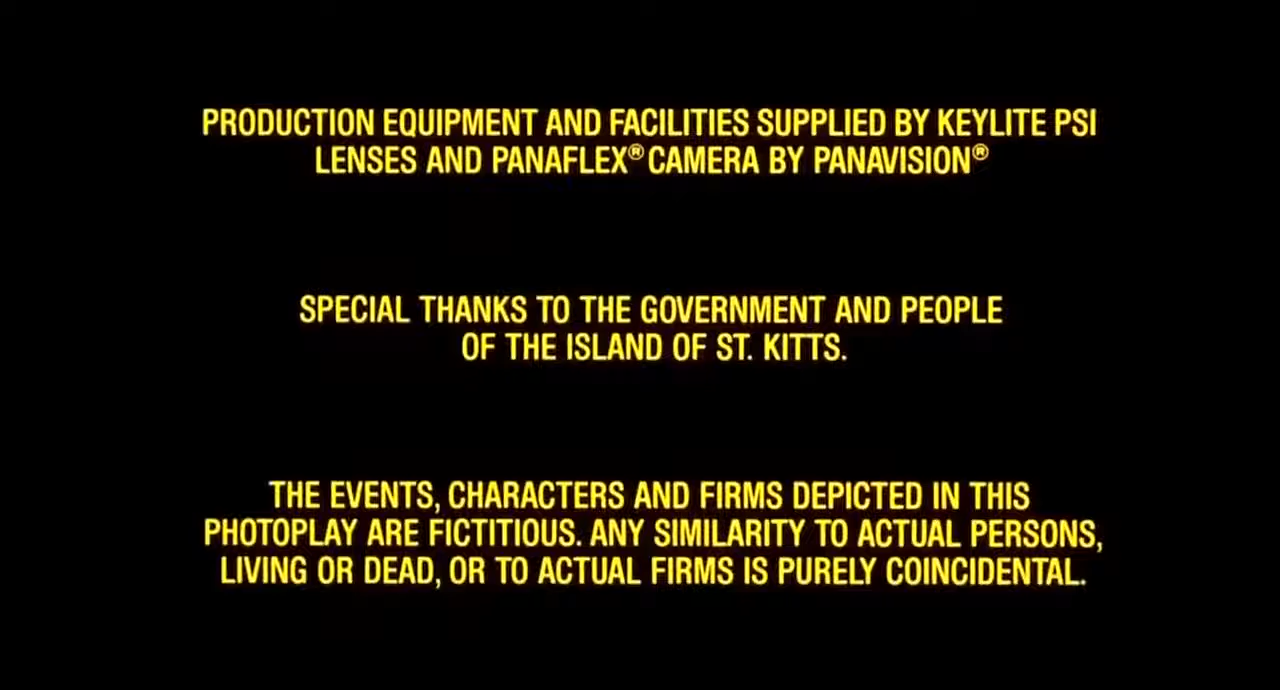 PRODUCTION EQUIPMENT AND FACILITIES SUPPLIED BY KEYLITE PSI
LENSES AND PANAFLEX® CAMERA BY PANAVISION®
SPECIAL THANKS TO THE GOVERNMENT AND PEOPLE
OF THE ISLAND OF ST. KITTS.
THE EVENTS, CHARACTERS AND FIRMS DEPICTED IN THIS
PHOTOPLAY ARE FICTITIOUS. ANY SIMILARITY TO ACTUAL PERSONS,
LIVING OR DEAD, OR TO ACTUAL FIRMS IS PURELY COINCIDENTAL.